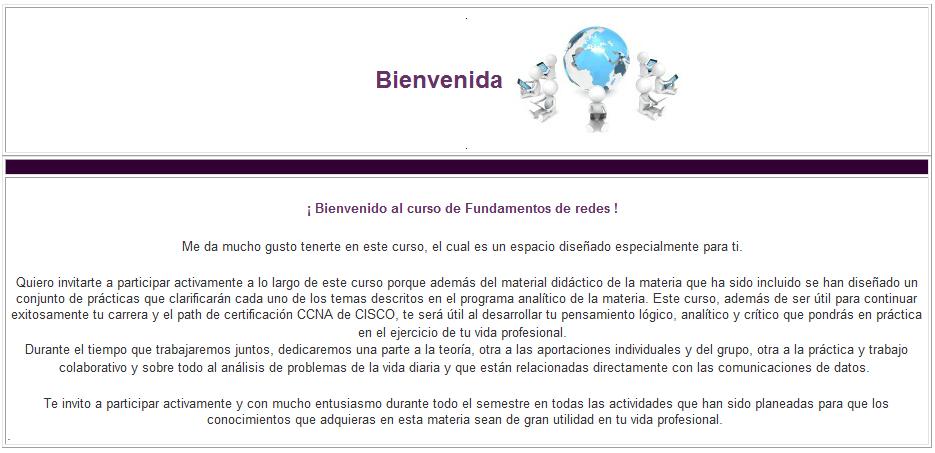 Bienvenida
¡ Bienvenido al curso de Fundamentos de redes !
Me da mucho gusto tenerte en este curso, el cual es un espacio diseñado especialmente para ti.
Quiero invitarte a participar activamente a lo largo de este curso porque además del material didáctico de la materia que ha sido incluido se han diseñado un
conjunto de prácticas que clarificarán cada uno de los temas descritos en el programa analítico de la materia. Este curso, además de ser útil para continuar
exitosamente tu carrera y el path de certificación CCNA de CISCO, te será útil al desarrollar tu pensamiento lógico, analítico y crítico que pondrás en práctica
en el ejercicio de tu vida profesional.
Durante el tiempo que trabajaremos juntos, dedicaremos una parte a la teoría, otra a las aportaciones individuales y del grupo, otra a la práctica y trabajo
colaborativo y sobre todo al análisis de problemas de la vida diaria y que están relacionadas directamente con las comunicaciones de datos.
Te invito a participar activamente y con mucho entusiasmo durante todo el semestre en todas las actividades que han sido planeadas para que los
conocimientos que adquieras en esta materia sean de gran utilidad en tu vida profesional.